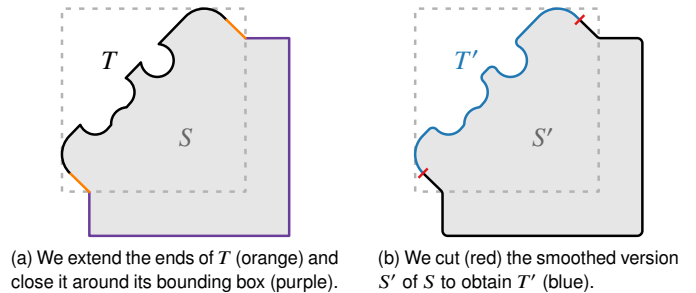 T
S
T′
S′
(a) We extend the ends of T (orange) and
close it around its bounding box (purple).
(b) We cut (red) the smoothed version
S′ of S to obtain T′ (blue).